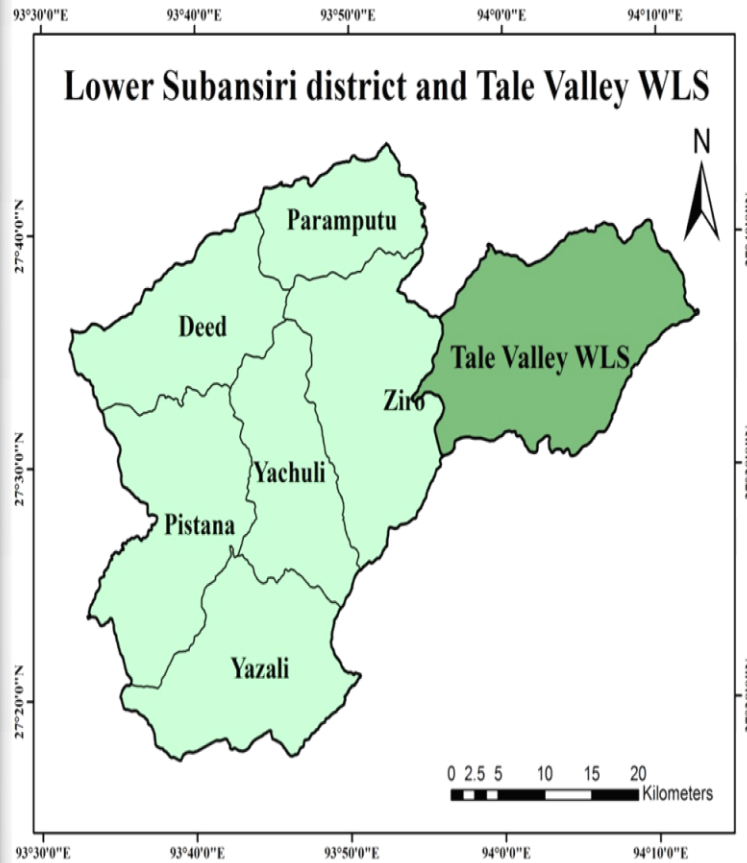 93°30'0"E 93°40'0"E 93°50'0"E 94°0'0"E 94°10'0"E
Lower Subansiri district and Tale Valley WLS
N
27°40'0"N
Paramputu
Deed
Tale Valley WLS
Ziro
27°30'0"N
Yachuli
Pistana
Yazali
27°20'0"N
0 2.5 5 10 15 20
Kilometers
93°30'0"E 93°40'0"E 93°50'0"E 94°0'0"E 94°10'0"E